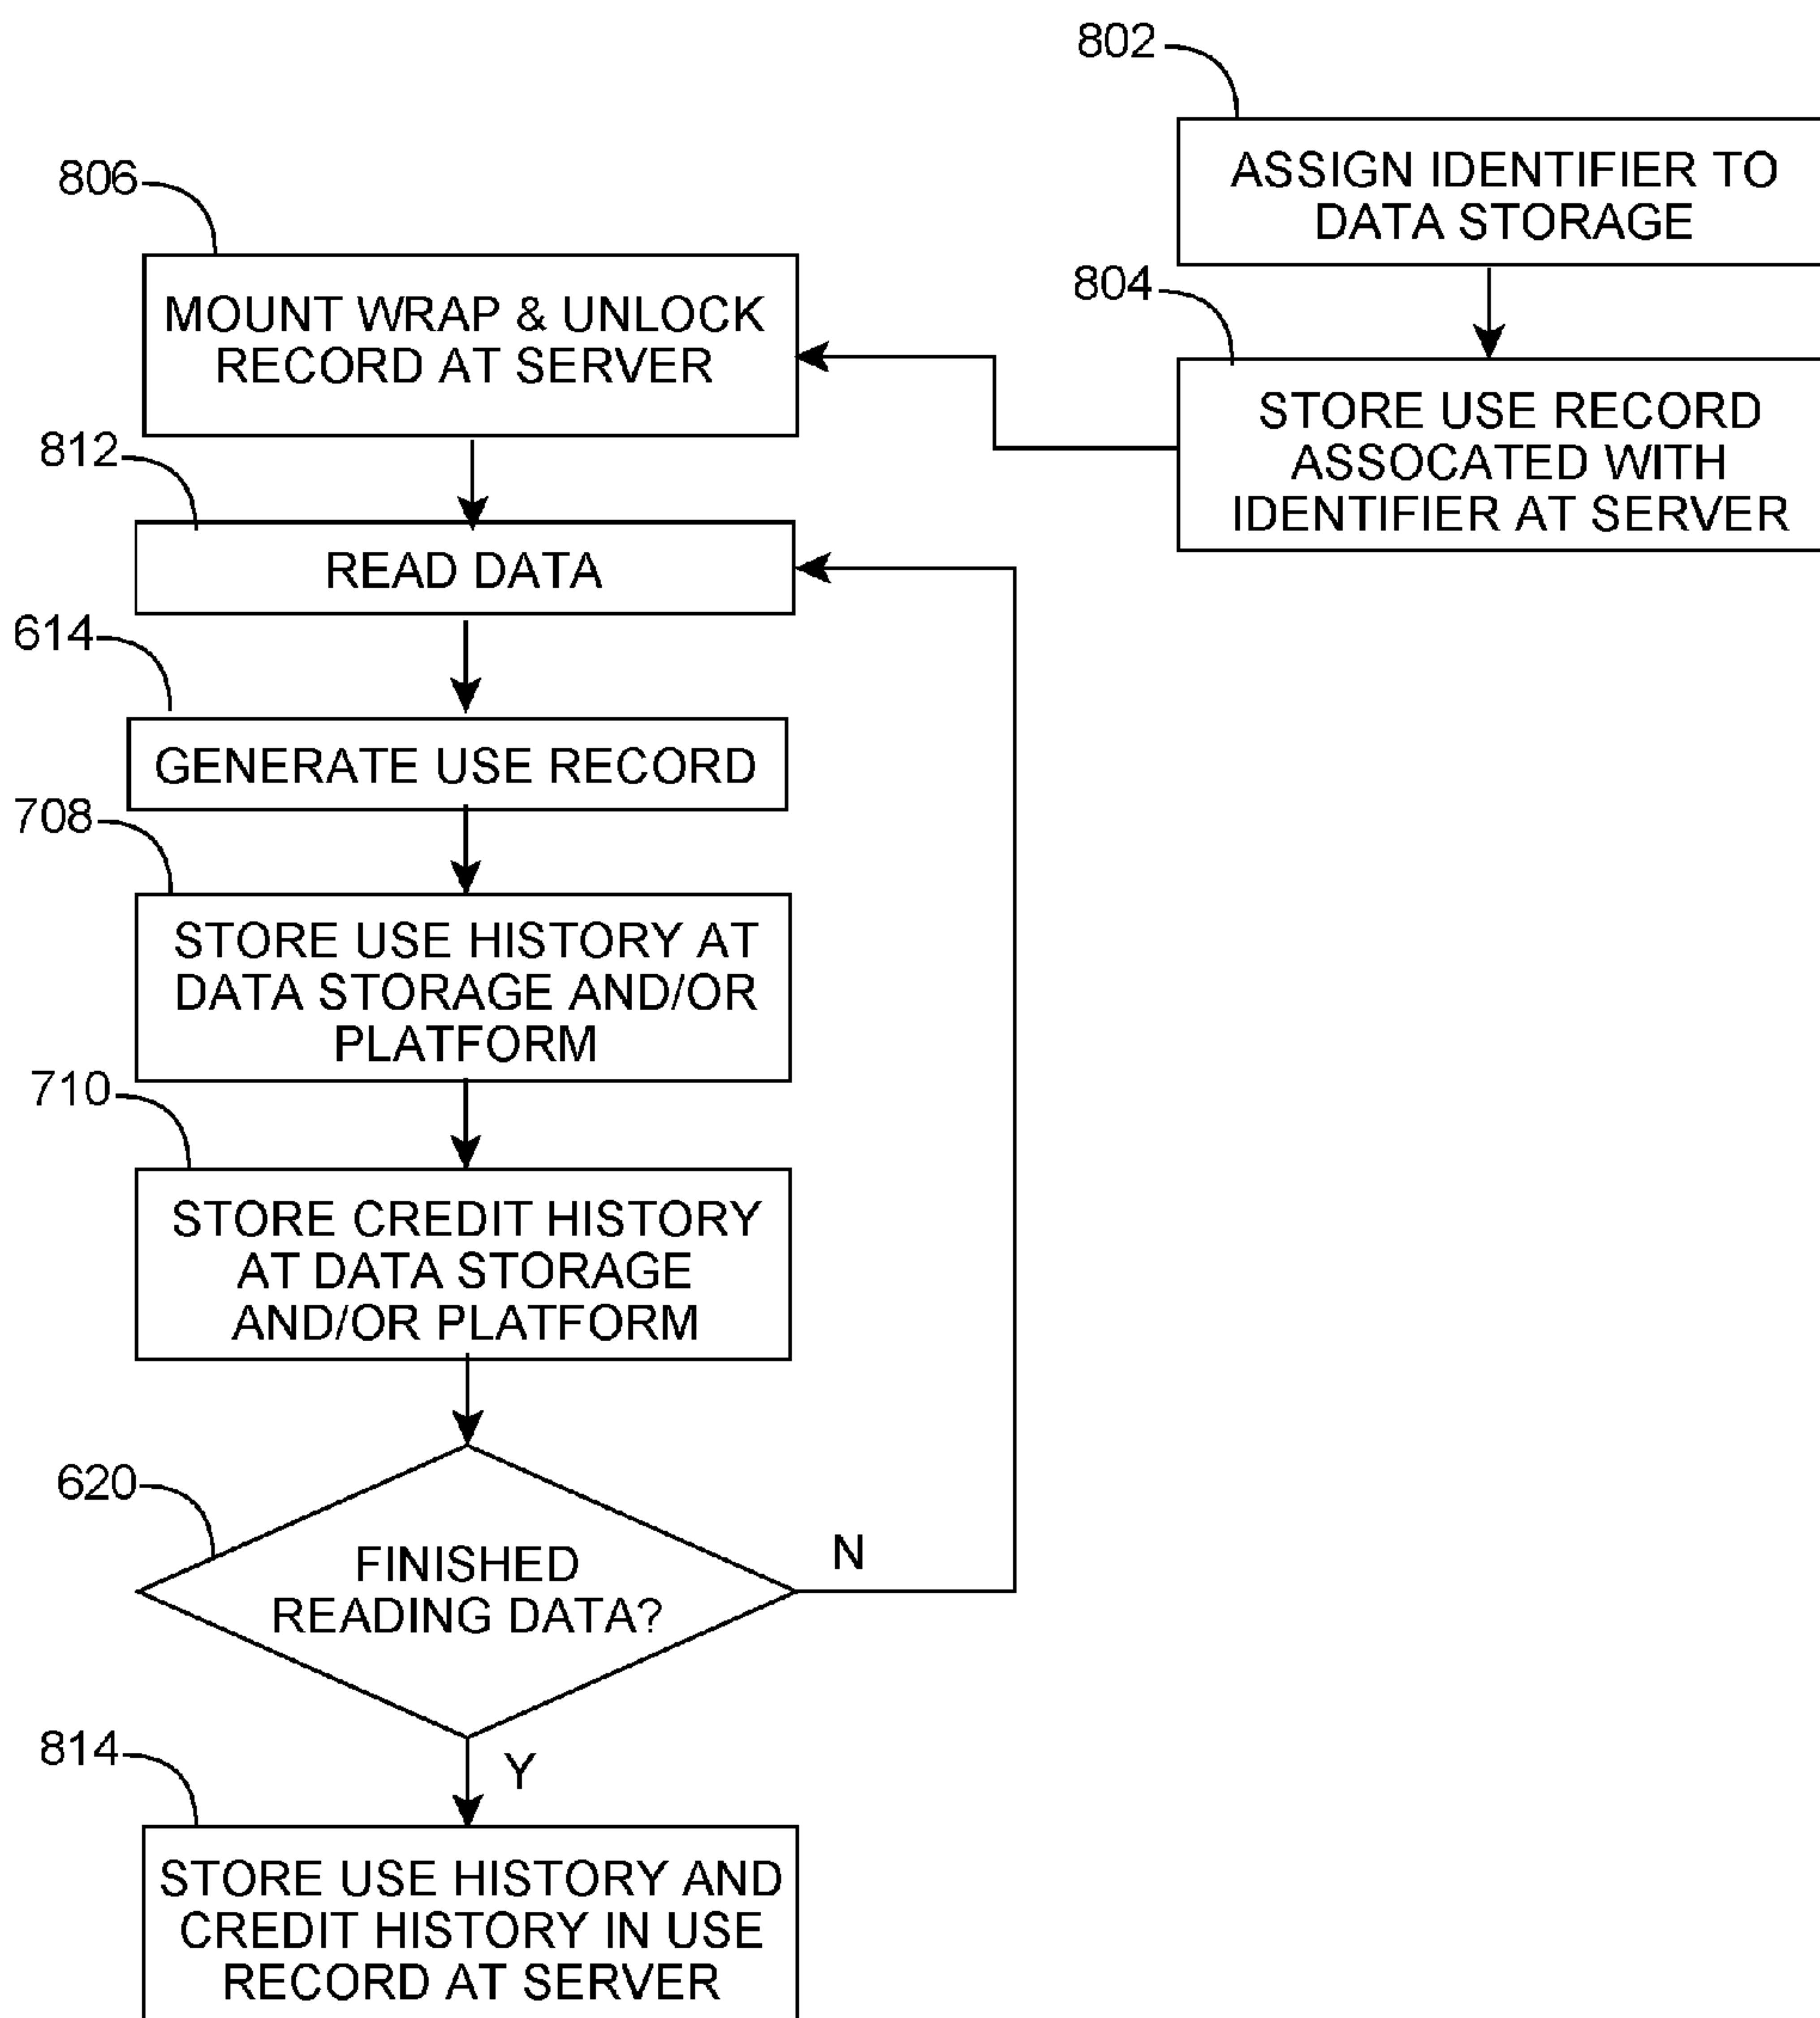 802
ASSIGN IDENTIFIER TO
DATA STORAGE
804
STORE USE RECORD
ASSOCATED WITH
IDENTIFIER AT SERVER
806
MOUNT WRAP & UNLOCK
RECORD AT SERVER
812
READ DATA
614
GENERATE USE RECORD
708
STORE USE HISTORY AT
DATA STORAGE AND/OR
PLATFORM
710
STORE CREDIT HISTORY
AT DATA STORAGE
AND/OR PLATFORM
620
FINISHED
READING DATA?
N
Y
814
STORE USE HISTORY AND
CREDIT HISTORY IN USE
RECORD AT SERVER